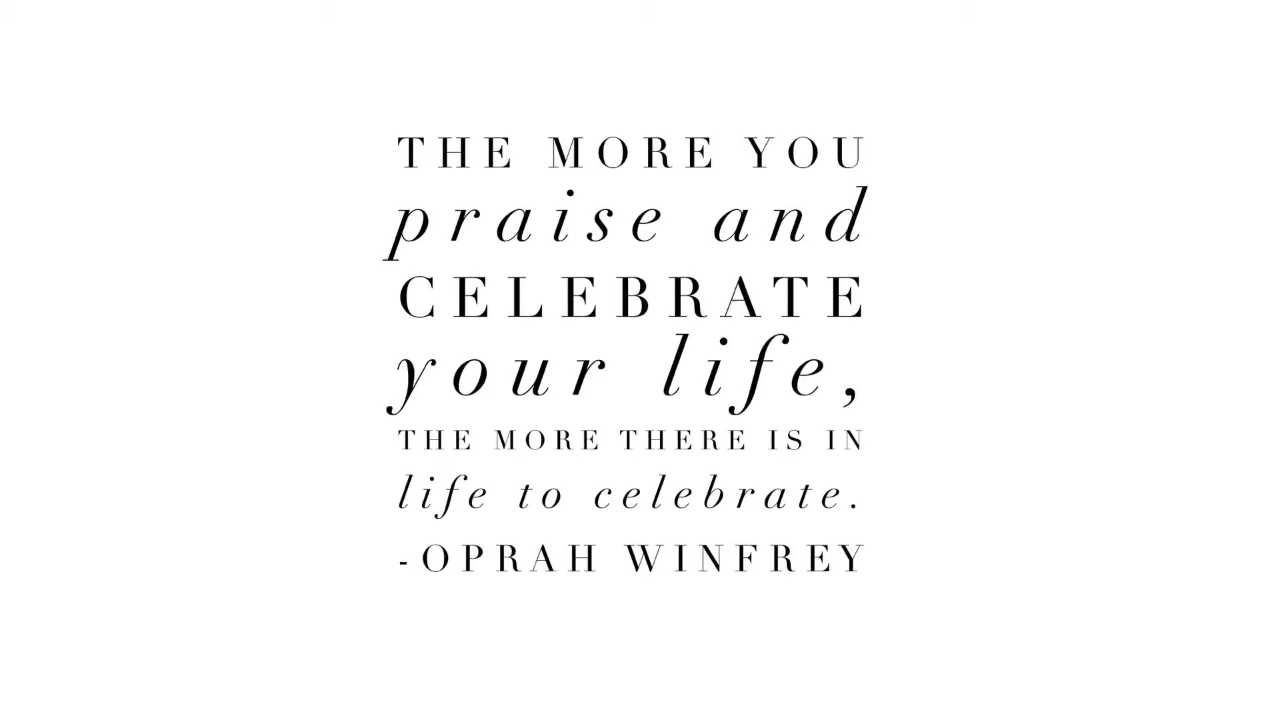 THE MORE YOU
praise and
CELEBRATE
your life,
THE MORE THERE IS IN
life to celebrate.
-OPRAH WINFREY